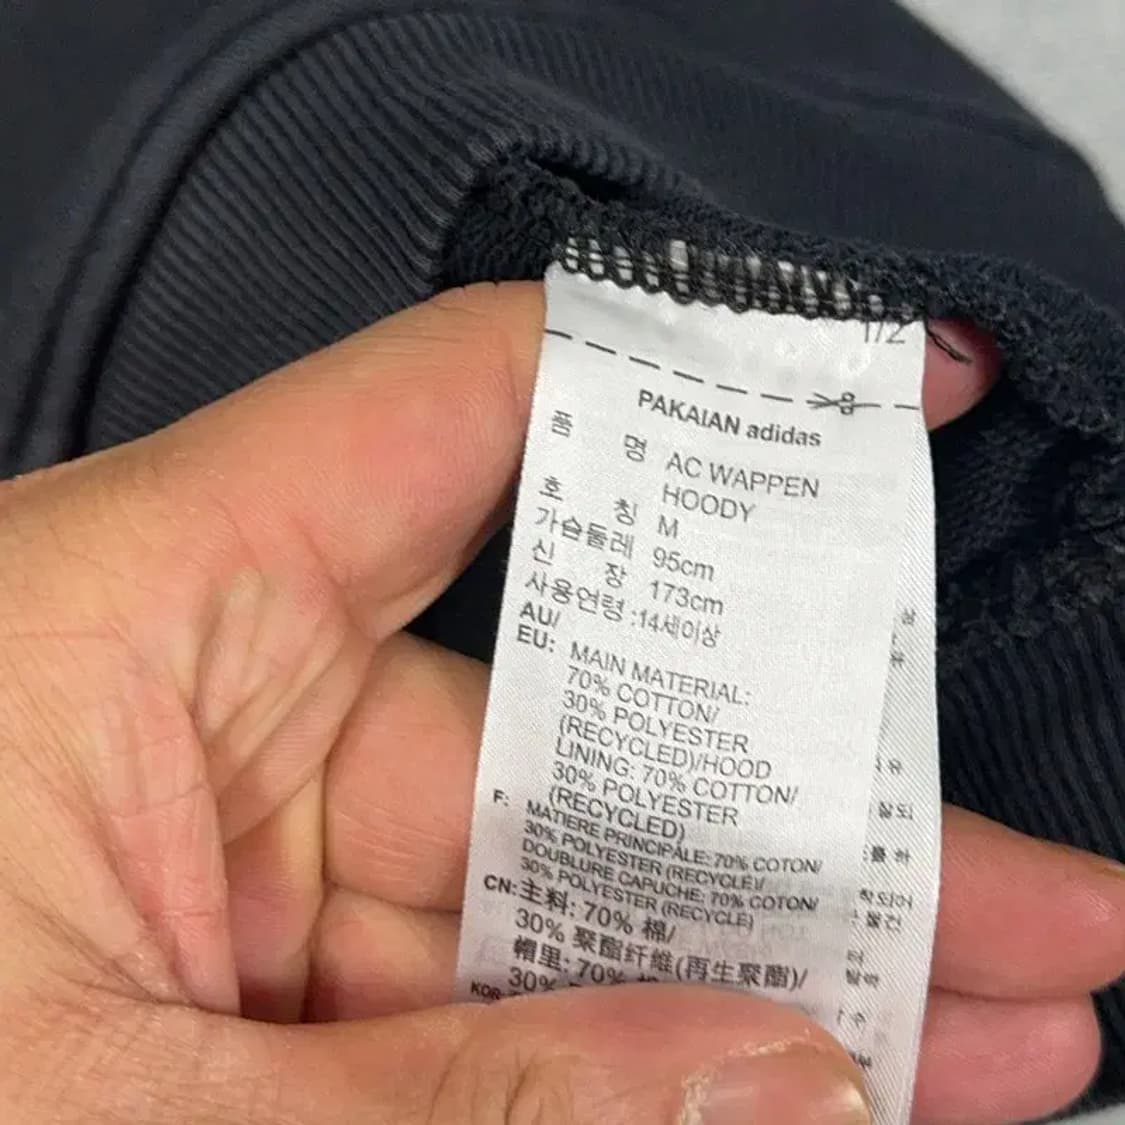 1/2
PAKAIAN adidas
품 명 AC WAPPEN
HOODY
호 칭 M
가슴둘레 95cm
신 장 173cm
사용연령 :14세이상
AU/
EU: MAIN MATERIAL:
70% COTTON/
30% POLYESTER
(RECYCLED)/HOOD
LINING: 70% COTTON/
30% POLYESTER
(RECYCLED)
F: MATIERE PRINCIPALE: 70% COTON/
30% POLYESTER (RECYCLE)/
DOUBLURE CAPUCHE: 70% COTON/
30% POLYESTER (RECYCLE)
CN: 主料: 70% 棉/
30% 聚酯纤维(再生聚酯)/
帽里: 70%
30%
KOR: